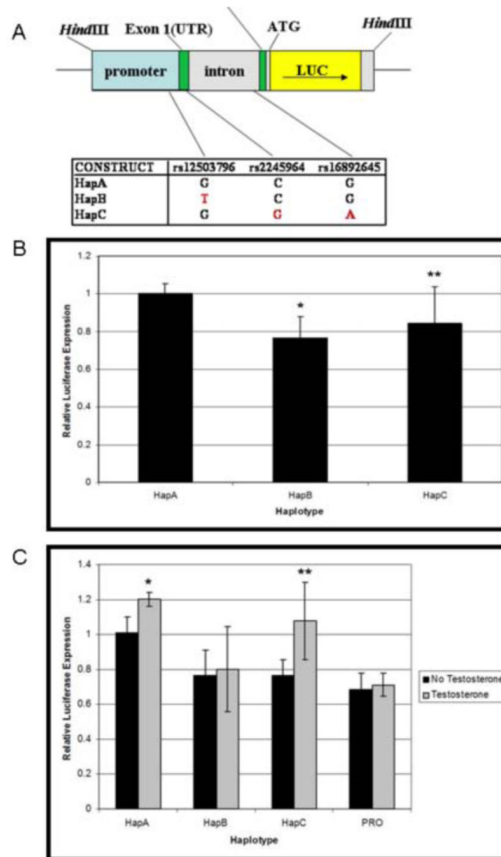 A
HindIII
Exon 1(UTR)
ATG
HindIII
promoter
intron
LUC
CONSTRUCT rs12503796 rs2245964 rs16892645
HapA G C G
HapB T C G
HapC G G A
B
Relative Luciferase Expression
1.2
1
0.8
0.6
0.4
0.2
0
*
**
HapA HapB HapC
Haplotype
C
Relative Luciferase Expression
1.4
1.2
1
0.8
0.6
0.4
0.2
0
*
**
No Testosterone
Testosterone
HapA HapB HapC PRO
Haplotype